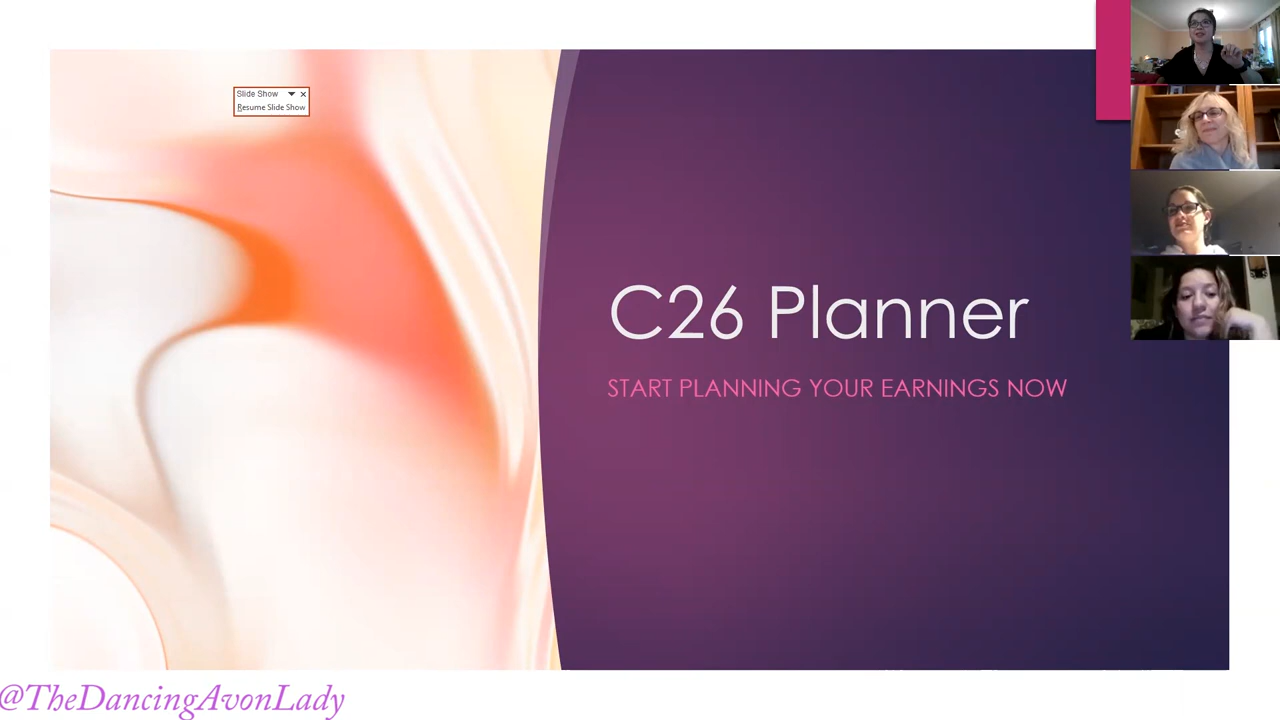 Slide Show
Resume Slide Show
C26 Planner
START PLANNING YOUR EARNINGS NOW
@TheDancingAvonLady